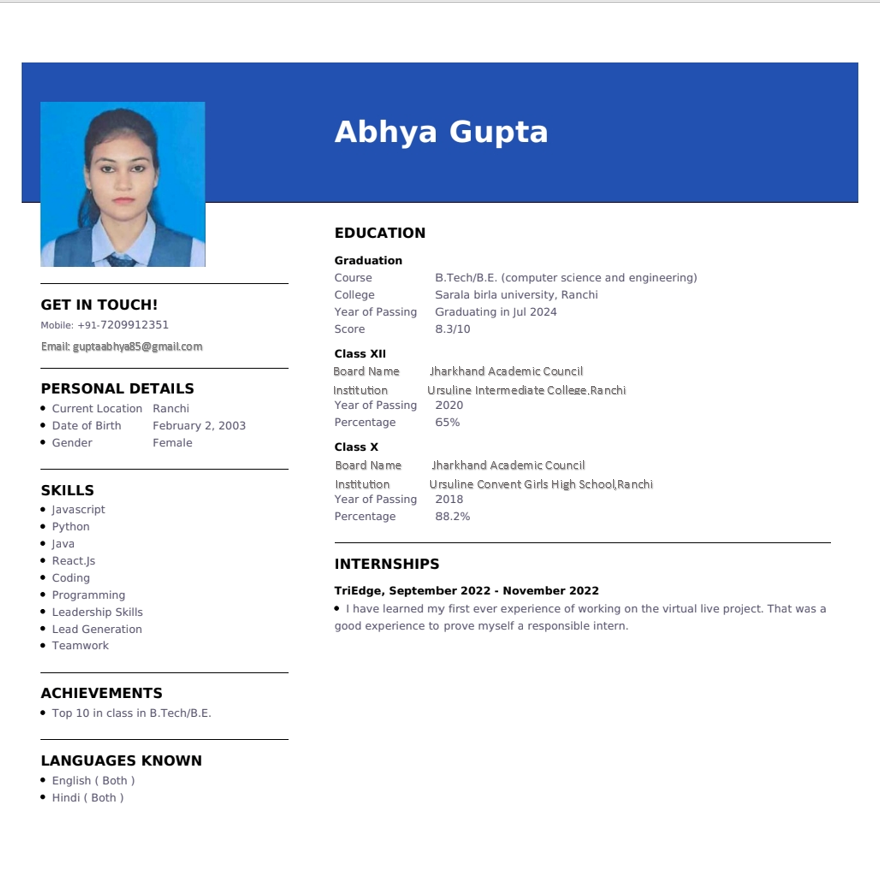 Abhya Gupta
GET IN TOUCH!
Mobile: +91-7209912351
Email: guptaabhya85@gmail.com
PERSONAL DETAILS
• Current Location Ranchi
• Date of Birth February 2, 2003
• Gender Female
SKILLS
• Javascript
• Python
• Java
• React.Js
• Coding
• Programming
• Leadership Skills
• Lead Generation
• Teamwork
ACHIEVEMENTS
• Top 10 in class in B.Tech/B.E.
LANGUAGES KNOWN
• English ( Both )
• Hindi ( Both )
EDUCATION
Graduation
Course B.Tech/B.E. (computer science and engineering)
College Sarala birla university, Ranchi
Year of Passing Graduating in Jul 2024
Score 8.3/10
Class XII
Board Name Jharkhand Academic Council
Institution Ursuline Intermediate College,Ranchi
Year of Passing 2020
Percentage 65%
Class X
Board Name Jharkhand Academic Council
Institution Ursuline Convent Girls High School,Ranchi
Year of Passing 2018
Percentage 88.2%
INTERNSHIPS
TriEdge, September 2022 - November 2022
• I have learned my first ever experience of working on the virtual live project. That was a
good experience to prove myself a responsible intern.